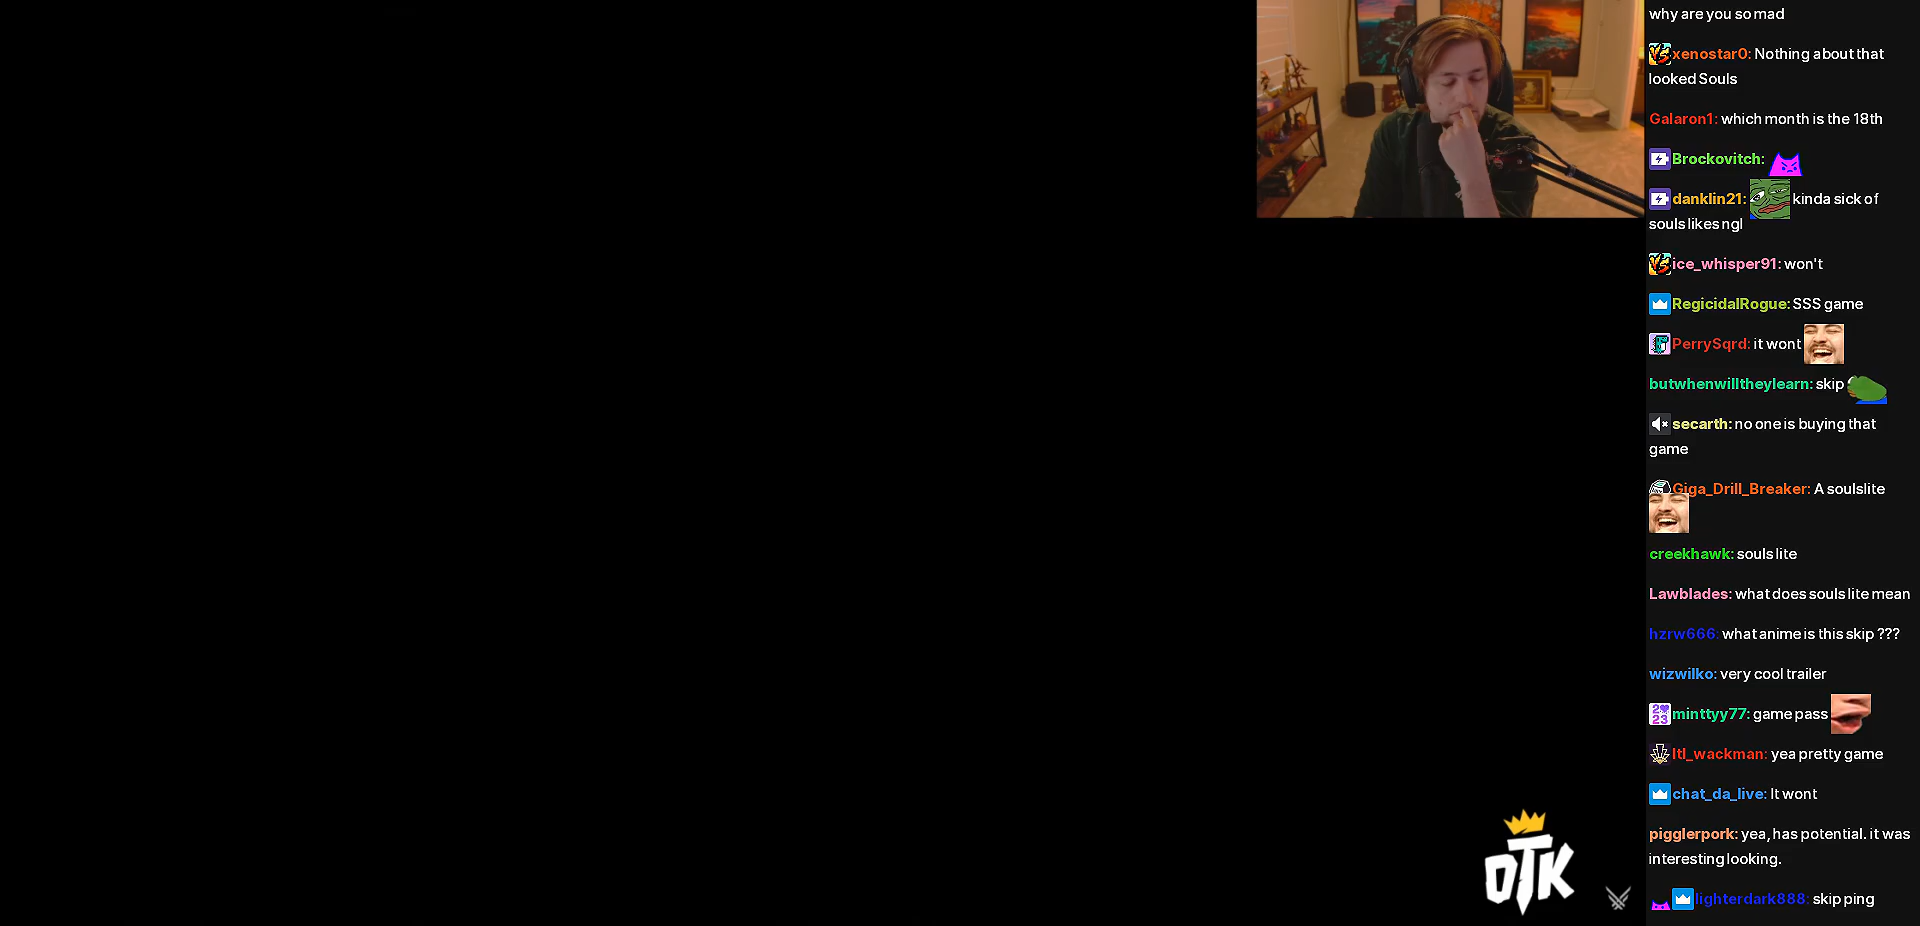 why are you so mad
xenostar0: Nothing about that
looked Souls
Galaron1: which month is the 18th
Brockovitch:
danklin21: kinda sick of
souls likes ngl
ice_whisper91: won't
RegicidalRogue: SSS game
PerrySqrd: it wont
butwhenwilltheylearn: skip
secarth: no one is buying that
game
Giga_Drill_Breaker: A soulslite
creekhawk: souls lite
Lawblades: what does souls lite mean
hzrw666: what anime is this skip ???
wizwilko: very cool trailer
minttyy77: game pass
ltl_wackman: yea pretty game
chat_da_live: It wont
OTK
pigglerpork: yea, has potential. it was
interesting looking.
lighterdark888: skip ping